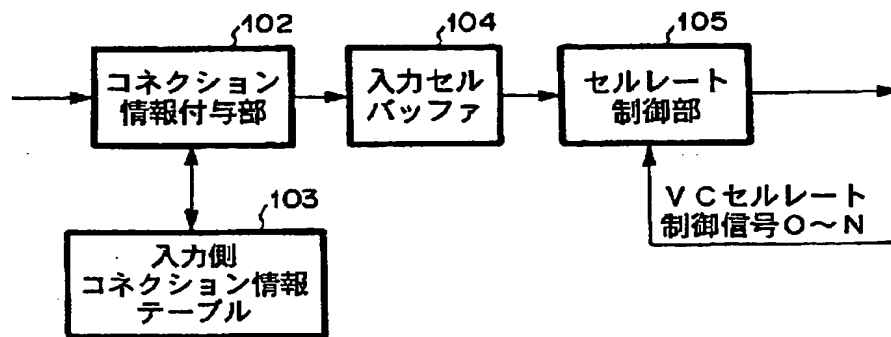 102
コネクション
情報付与部
104
入力セル
バッファ
105
セルレート
制御部
103
入力側
コネクション情報
テーブル
VCセルレート
制御信号0〜N